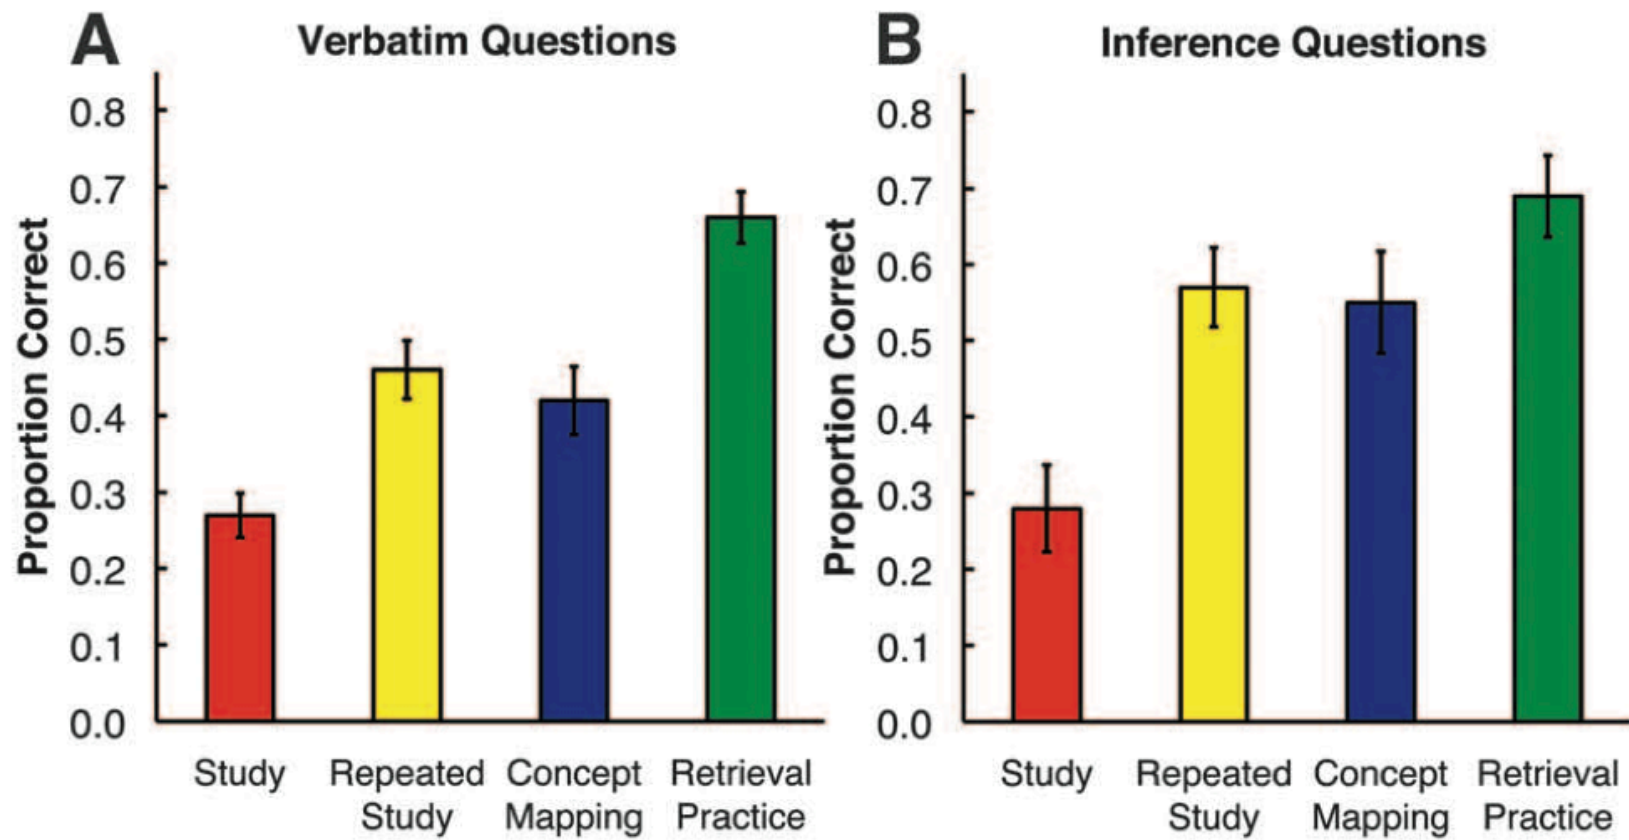 A
Verbatim Questions
Proportion Correct
0.8
0.7
0.6
0.5
0.4
0.3
0.2
0.1
0.0
Study
Repeated Study
Concept Mapping
Retrieval Practice
B
Inference Questions
Proportion Correct
0.8
0.7
0.6
0.5
0.4
0.3
0.2
0.1
0.0
Study
Repeated Study
Concept Mapping
Retrieval Practice